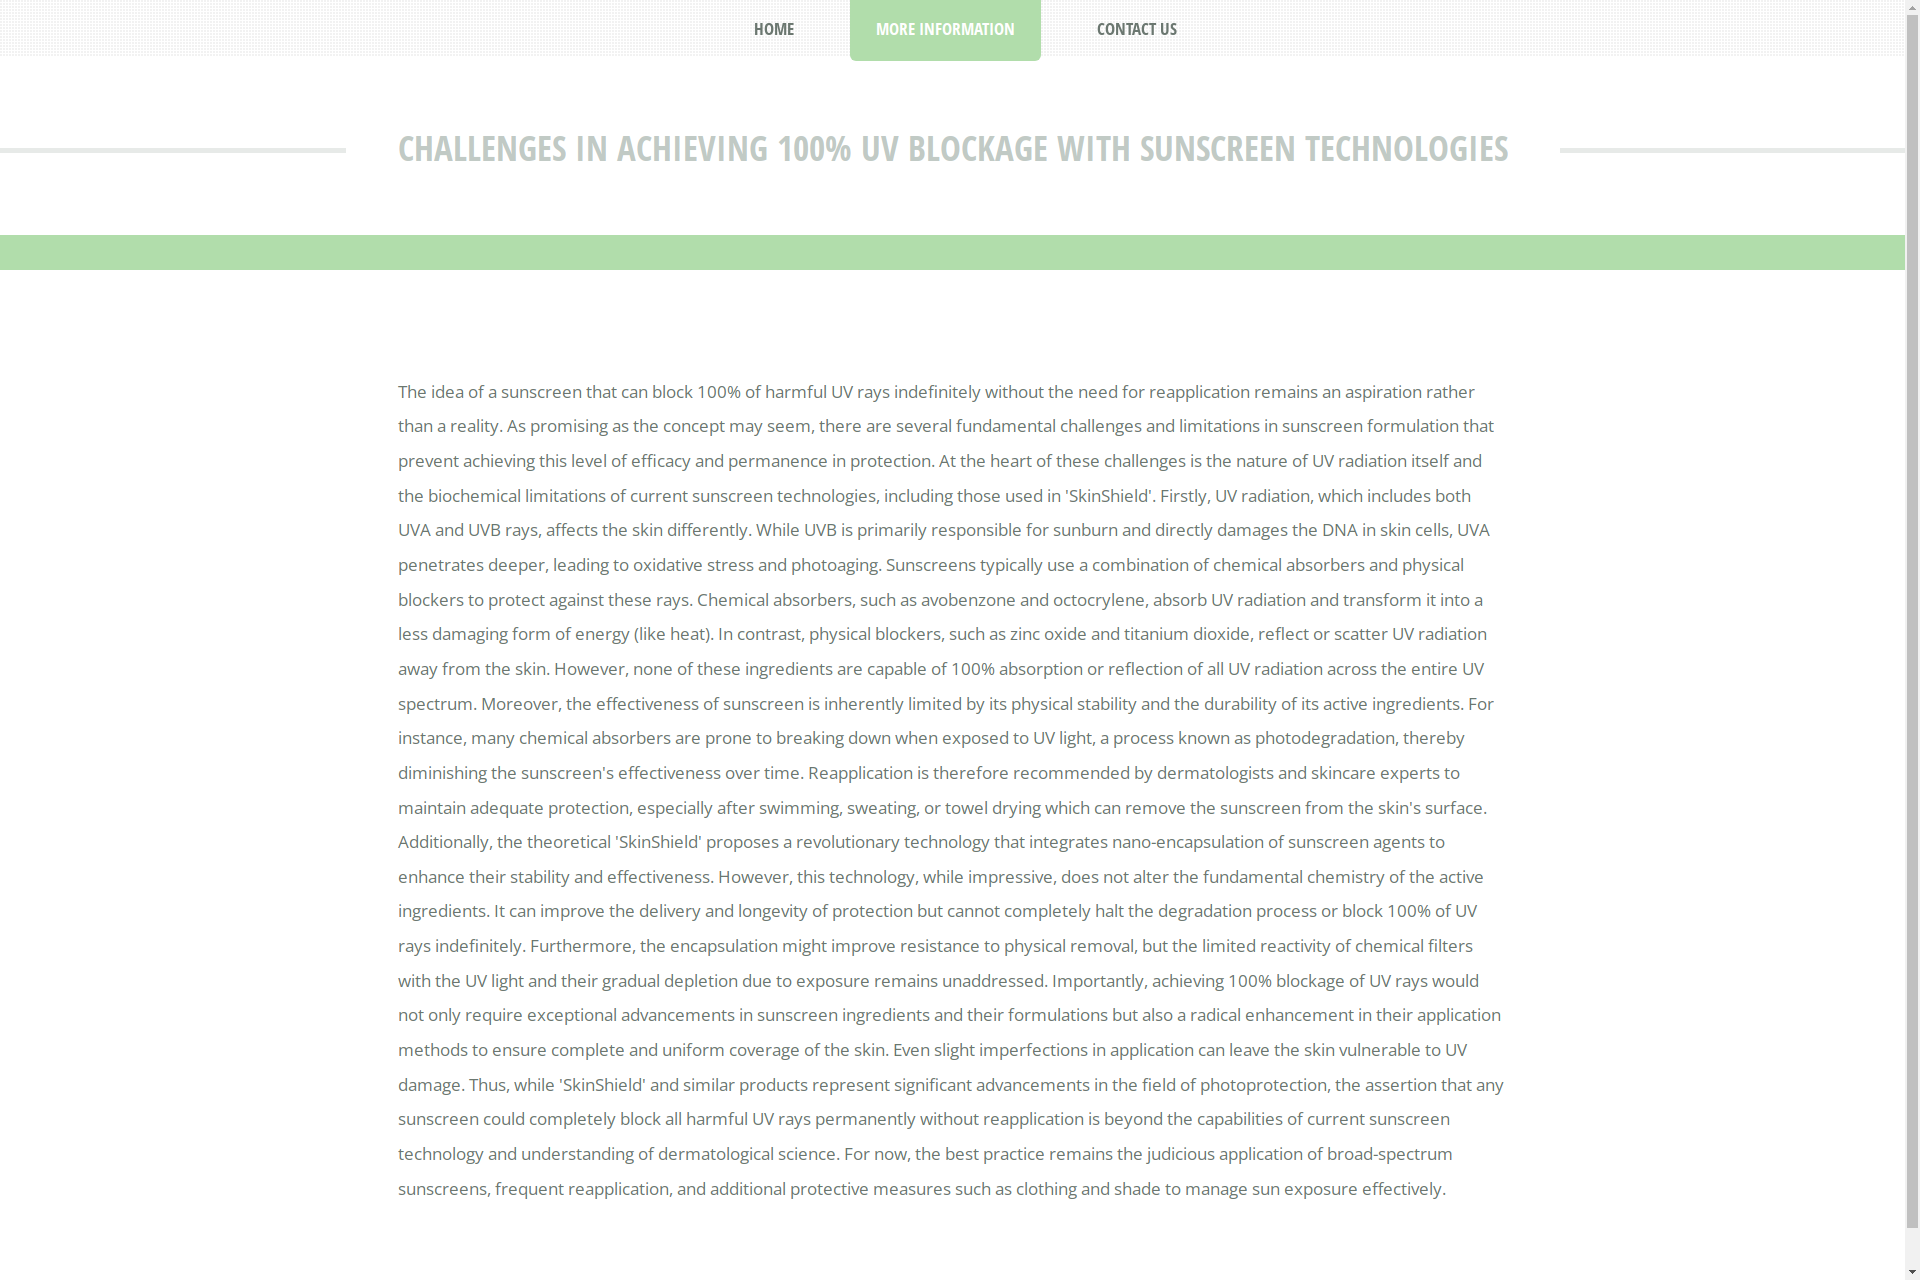 HOME
MORE INFORMATION
CONTACT US
CHALLENGES IN ACHIEVING 100% UV BLOCKAGE WITH SUNSCREEN TECHNOLOGIES
The idea of a sunscreen that can block 100% of harmful UV rays indefinitely without the need for reapplication remains an aspiration rather
than a reality. As promising as the concept may seem, there are several fundamental challenges and limitations in sunscreen formulation that
prevent achieving this level of efficacy and permanence in protection. At the heart of these challenges is the nature of UV radiation itself and
the biochemical limitations of current sunscreen technologies, including those used in 'SkinShield'. Firstly, UV radiation, which includes both
UVA and UVB rays, affects the skin differently. While UVB is primarily responsible for sunburn and directly damages the DNA in skin cells, UVA
penetrates deeper, leading to oxidative stress and photoaging. Sunscreens typically use a combination of chemical absorbers and physical
blockers to protect against these rays. Chemical absorbers, such as avobenzone and octocrylene, absorb UV radiation and transform it into a
less damaging form of energy (like heat). In contrast, physical blockers, such as zinc oxide and titanium dioxide, reflect or scatter UV radiation
away from the skin. However, none of these ingredients are capable of 100% absorption or reflection of all UV radiation across the entire UV
spectrum. Moreover, the effectiveness of sunscreen is inherently limited by its physical stability and the durability of its active ingredients. For
instance, many chemical absorbers are prone to breaking down when exposed to UV light, a process known as photodegradation, thereby
diminishing the sunscreen's effectiveness over time. Reapplication is therefore recommended by dermatologists and skincare experts to
maintain adequate protection, especially after swimming, sweating, or towel drying which can remove the sunscreen from the skin's surface.
Additionally, the theoretical 'SkinShield' proposes a revolutionary technology that integrates nano-encapsulation of sunscreen agents to
enhance their stability and effectiveness. However, this technology, while impressive, does not alter the fundamental chemistry of the active
ingredients. It can improve the delivery and longevity of protection but cannot completely halt the degradation process or block 100% of UV
rays indefinitely. Furthermore, the encapsulation might improve resistance to physical removal, but the limited reactivity of chemical filters
with the UV light and their gradual depletion due to exposure remains unaddressed. Importantly, achieving 100% blockage of UV rays would
not only require exceptional advancements in sunscreen ingredients and their formulations but also a radical enhancement in their application
methods to ensure complete and uniform coverage of the skin. Even slight imperfections in application can leave the skin vulnerable to UV
damage. Thus, while 'SkinShield' and similar products represent significant advancements in the field of photoprotection, the assertion that any
sunscreen could completely block all harmful UV rays permanently without reapplication is beyond the capabilities of current sunscreen
technology and understanding of dermatological science. For now, the best practice remains the judicious application of broad-spectrum
sunscreens, frequent reapplication, and additional protective measures such as clothing and shade to manage sun exposure effectively.